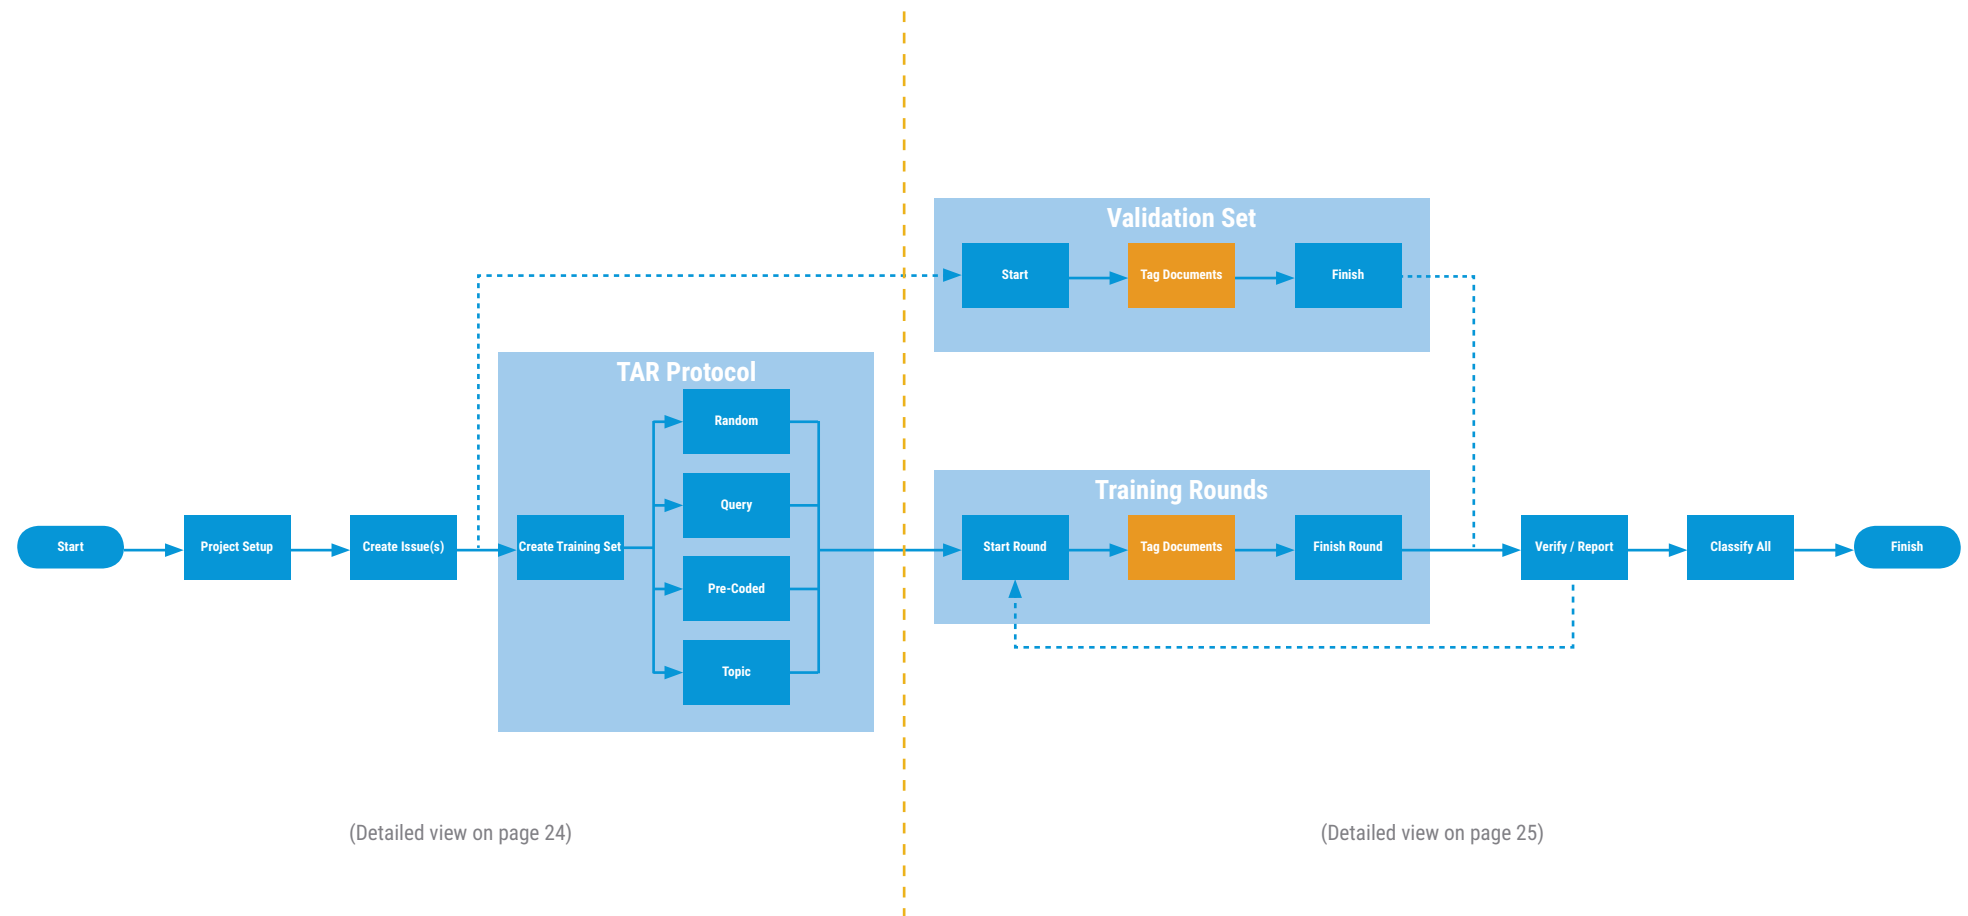 Validation Set
Start
Tag Documents
Finish
TAR Protocol
Random
Query
Pre-Coded
Topic
Start
Project Setup
Create Issue(s)
Create Training Set
Training Rounds
Start Round
Tag Documents
Finish Round
Verify / Report
Classify All
Finish
(Detailed view on page 24)
(Detailed view on page 25)